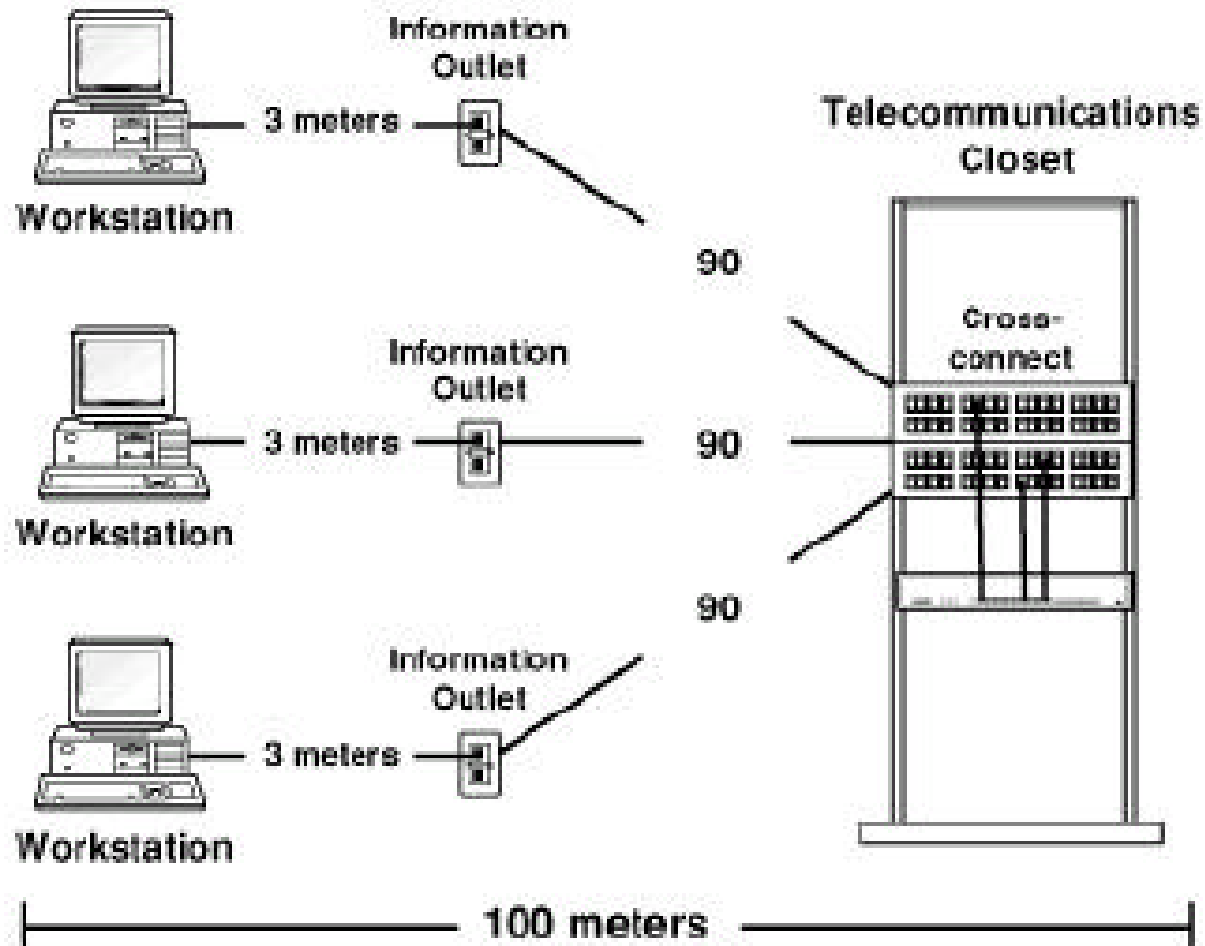 Information
Outlet
3 meters
Workstation
Telecommunications
Closet
90
Cross-
connect
Information
Outlet
3 meters
90
Workstation
90
Information
Outlet
3 meters
Workstation
100 meters